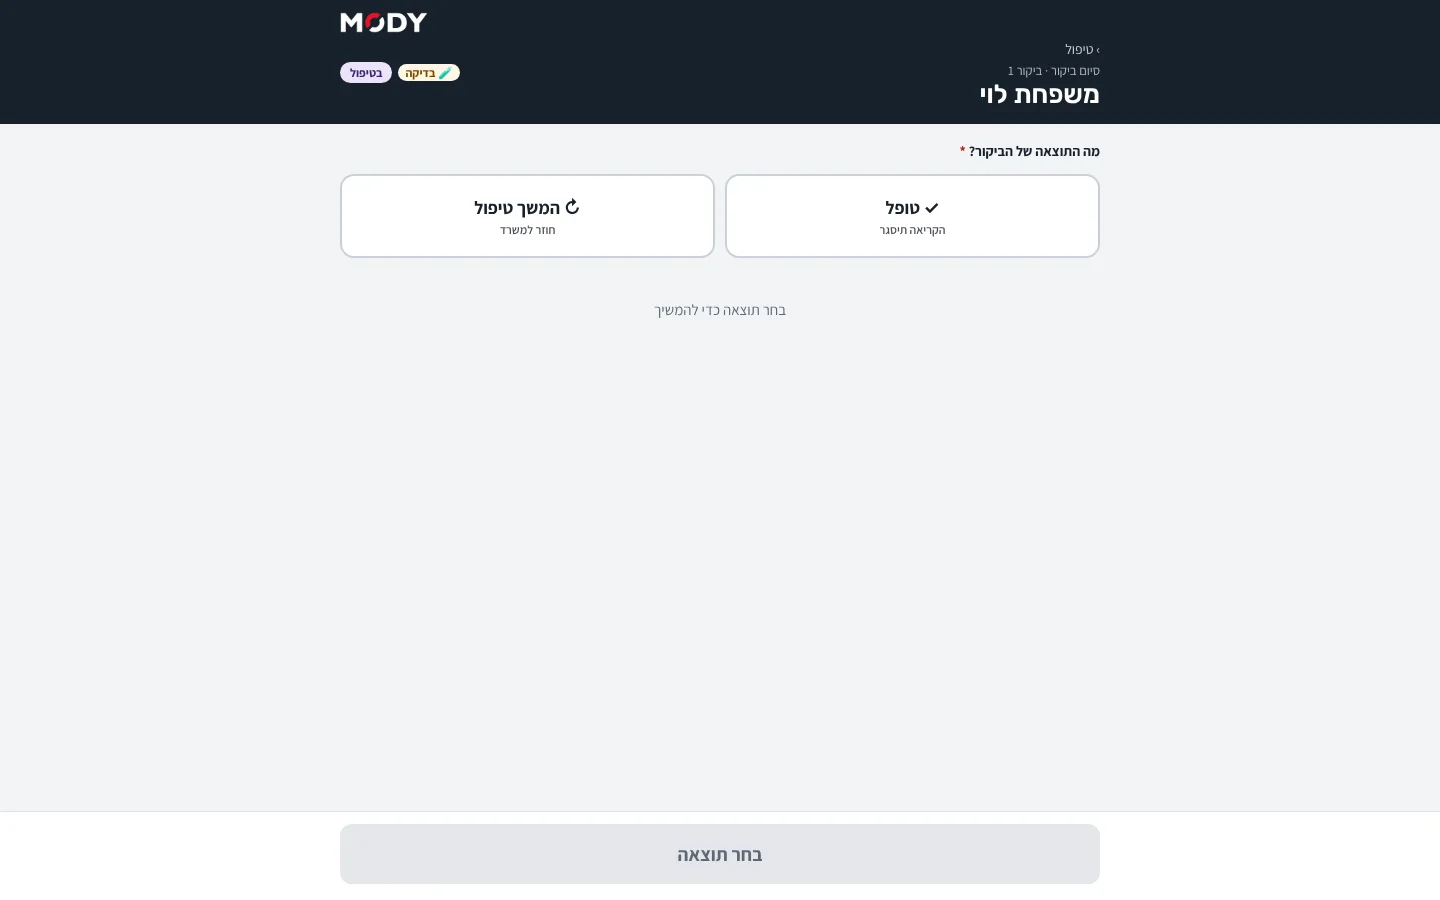 MODY
‹ טיפול
סיום ביקור · ביקור 1
משפחת לוי
🧪 בדיקה
בטיפול
מה התוצאה של הביקור? *
✓ טופל
הקריאה תיסגר
↻ המשך טיפול
חוזר למשרד
בחר תוצאה כדי להמשיך
בחר תוצאה